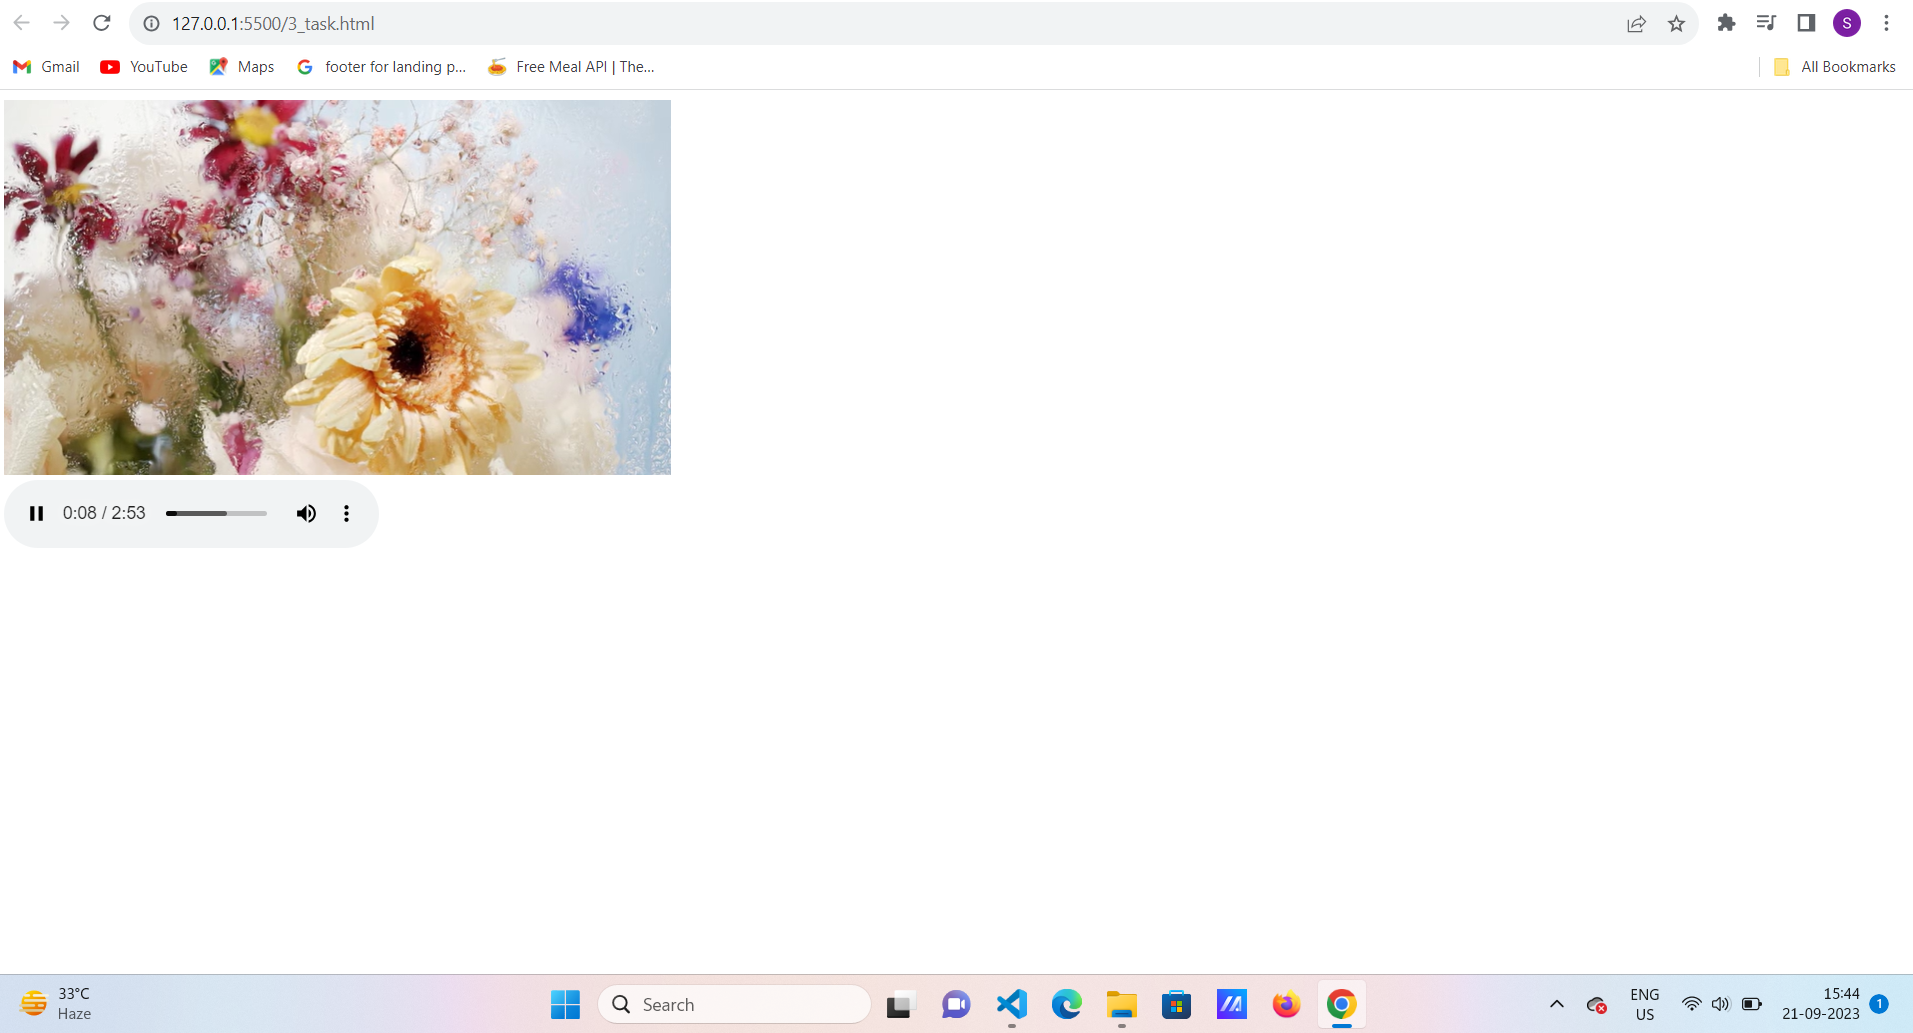 127.0.0.1:5500/3_task.html
S
Gmail YouTube Maps footer for landing p... Free Meal API | The... All Bookmarks
0:08 / 2:53
33°C
Haze
Search
ENG
US
15:44
21-09-2023
1